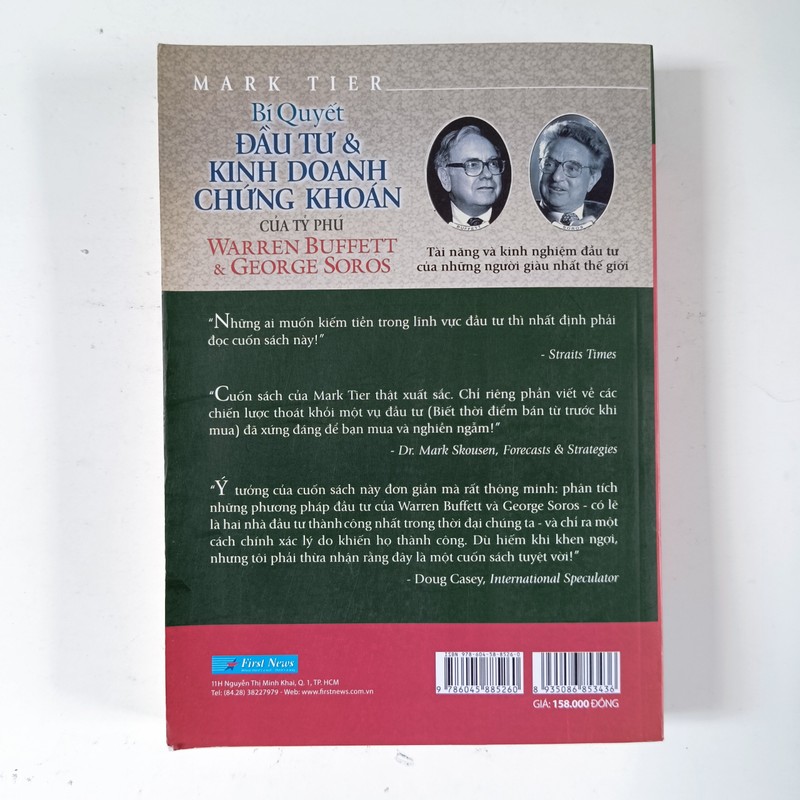 MARK TIER
Bí Quyết
ĐẦU TƯ &
KINH DOANH
CHỨNG KHOÁN
CỦA TỶ PHÚ
WARREN BUFFETT
& GEORGE SOROS
BUFFETT
SOROS
Tài năng và kinh nghiệm đầu tư
của những người giàu nhất thế giới
“Những ai muốn kiếm tiền trong lĩnh vực đầu tư thì nhất định phải
đọc cuốn sách này!”
- Straits Times
“Cuốn sách của Mark Tier thật xuất sắc. Chỉ riêng phần viết về các
chiến lược thoát khỏi một vụ đầu tư (Biết thời điểm bán từ trước khi
mua) đã xứng đáng để bạn mua và nghiền ngẫm!”
- Dr. Mark Skousen, Forecasts & Strategies
“Ý tưởng của cuốn sách này đơn giản mà rất thông minh: phân tích
những phương pháp đầu tư của Warren Buffett và George Soros - có lẽ
là hai nhà đầu tư thành công nhất trong thời đại chúng ta - và chỉ ra một
cách chính xác lý do khiến họ thành công. Dù hiếm khi khen ngợi,
nhưng tôi phải thừa nhận rằng đây là một cuốn sách tuyệt vời!”
- Doug Casey, International Speculator
First News
11H Nguyễn Thị Minh Khai, Q. 1, TP. HCM
Tel: (84.28) 38227979 - Web: www.firstnews.com.vn
ISBN 978-604-58-8526-0
9 786045 885260
8 935086 853436
GIÁ: 158.000 ĐỒNG